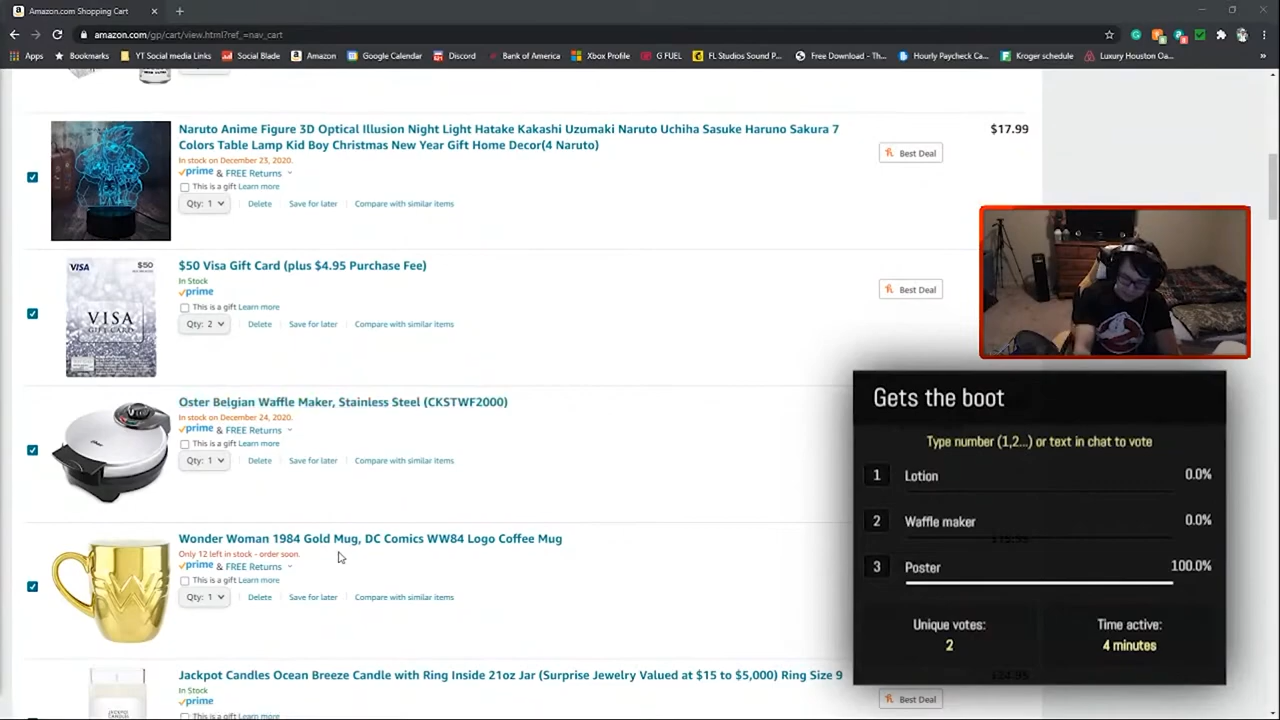 Amazon.com Shopping Cart
amazon.com/gp/cart/view.html?ref_=nav_cart
Apps Bookmarks YT Social media Links Social Blade Amazon Google Calendar Discord Bank of America Xbox Profile G FUEL FL Studios Sound P... Free Download - Th... Hourly Paycheck Ca... Kroger schedule Luxury Houston Oa...
Naruto Anime Figure 3D Optical Illusion Night Light Hatake Kakashi Uzumaki Naruto Uchiha Sasuke Haruno Sakura 7
Colors Table Lamp Kid Boy Christmas New Year Gift Home Decor(4 Naruto)
$17.99
Best Deal
In stock on December 23, 2020.
prime & FREE Returns
This is a gift Learn more
Qty: 1 Delete Save for later Compare with similar items
VISA $50
VISA
GIFT CARD
$50 Visa Gift Card (plus $4.95 Purchase Fee)
In Stock
prime
Best Deal
This is a gift Learn more
Qty: 2 Delete Save for later Compare with similar items
Oster Belgian Waffle Maker, Stainless Steel (CKSTWF2000)
In stock on December 24, 2020.
prime & FREE Returns
This is a gift Learn more
Qty: 1 Delete Save for later Compare with similar items
Wonder Woman 1984 Gold Mug, DC Comics WW84 Logo Coffee Mug
Only 12 left in stock - order soon.
prime & FREE Returns
This is a gift Learn more
Qty: 1 Delete Save for later Compare with similar items
Jackpot Candles Ocean Breeze Candle with Ring Inside 21oz Jar (Surprise Jewelry Valued at $15 to $5,000) Ring Size 9
In Stock
prime
Best Deal
This is a gift Learn more
Gets the boot
Type number (1,2...) or text in chat to vote
1 Lotion 0.0%
2 Waffle maker 0.0%
3 Poster 100.0%
Unique votes: Time active:
2 4 minutes